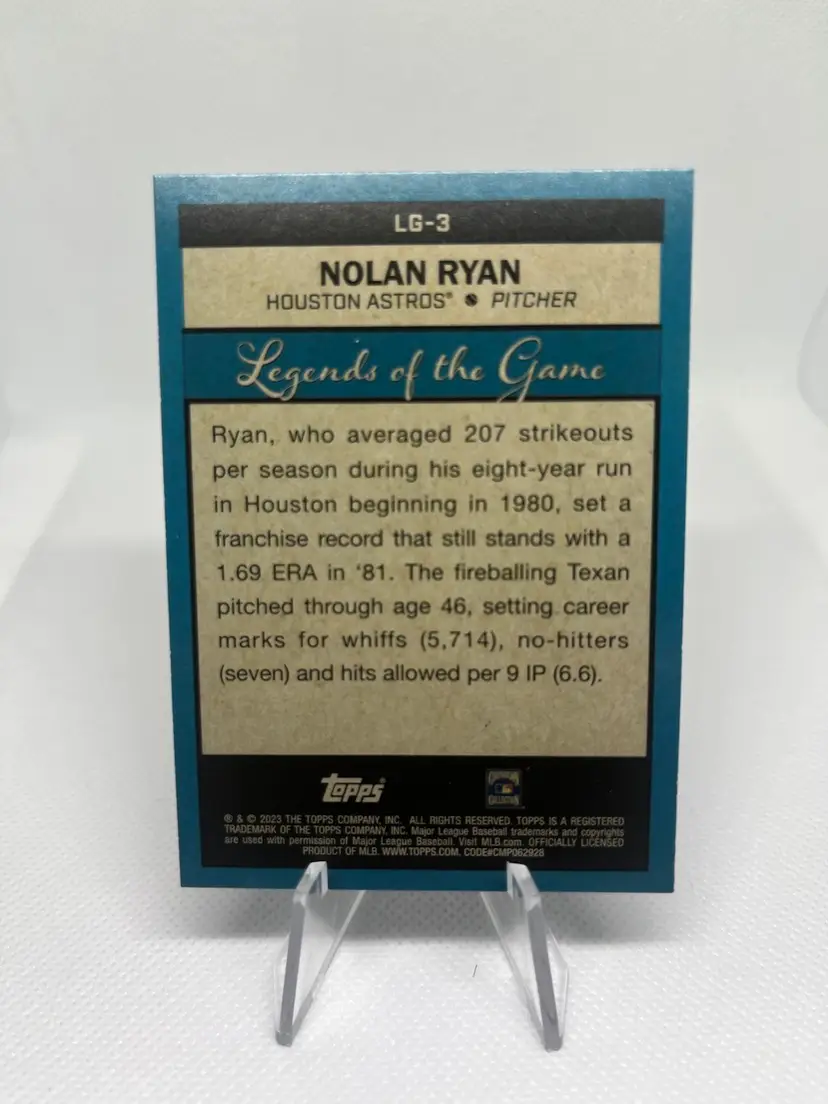 LG-3
NOLAN RYAN
HOUSTON ASTROS® PITCHER
Legends of the Game
Ryan, who averaged 207 strikeouts
per season during his eight-year run
in Houston beginning in 1980, set a
franchise record that still stands with a
1.69 ERA in '81. The fireballing Texan
pitched through age 46, setting career
marks for whiffs (5,714), no-hitters
(seven) and hits allowed per 9 IP (6.6).
topps®
® & © 2023 THE TOPPS COMPANY, INC. ALL RIGHTS RESERVED. TOPPS IS A REGISTERED
TRADEMARK OF THE TOPPS COMPANY, INC. Major League Baseball trademarks and copyrights
are used with permission of Major League Baseball. Visit MLB.com. OFFICIALLY LICENSED
PRODUCT OF MLB. WWW.TOPPS.COM. CODE#CMP062928